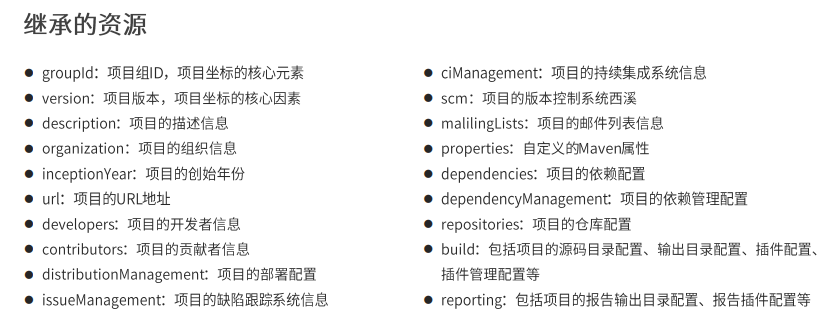 继承的资源
● groupId：项目组ID，项目坐标的核心元素
● version：项目版本，项目坐标的核心因素
● description：项目的描述信息
● organization：项目的组织信息
● inceptionYear：项目的创始年份
● url：项目的URL地址
● developers：项目的开发者信息
● contributors：项目的贡献者信息
● distributionManagement：项目的部署配置
● issueManagement：项目的缺陷跟踪系统信息
● ciManagement：项目的持续集成系统信息
● scm：项目的版本控制系统西溪
● malilingLists：项目的邮件列表信息
● properties：自定义的Maven属性
● dependencies：项目的依赖配置
● dependencyManagement：项目的依赖管理配置
● repositories：项目的仓库配置
● build：包括项目的源码目录配置、输出目录配置、插件配置、
插件管理配置等
● reporting：包括项目的报告输出目录配置、报告插件配置等